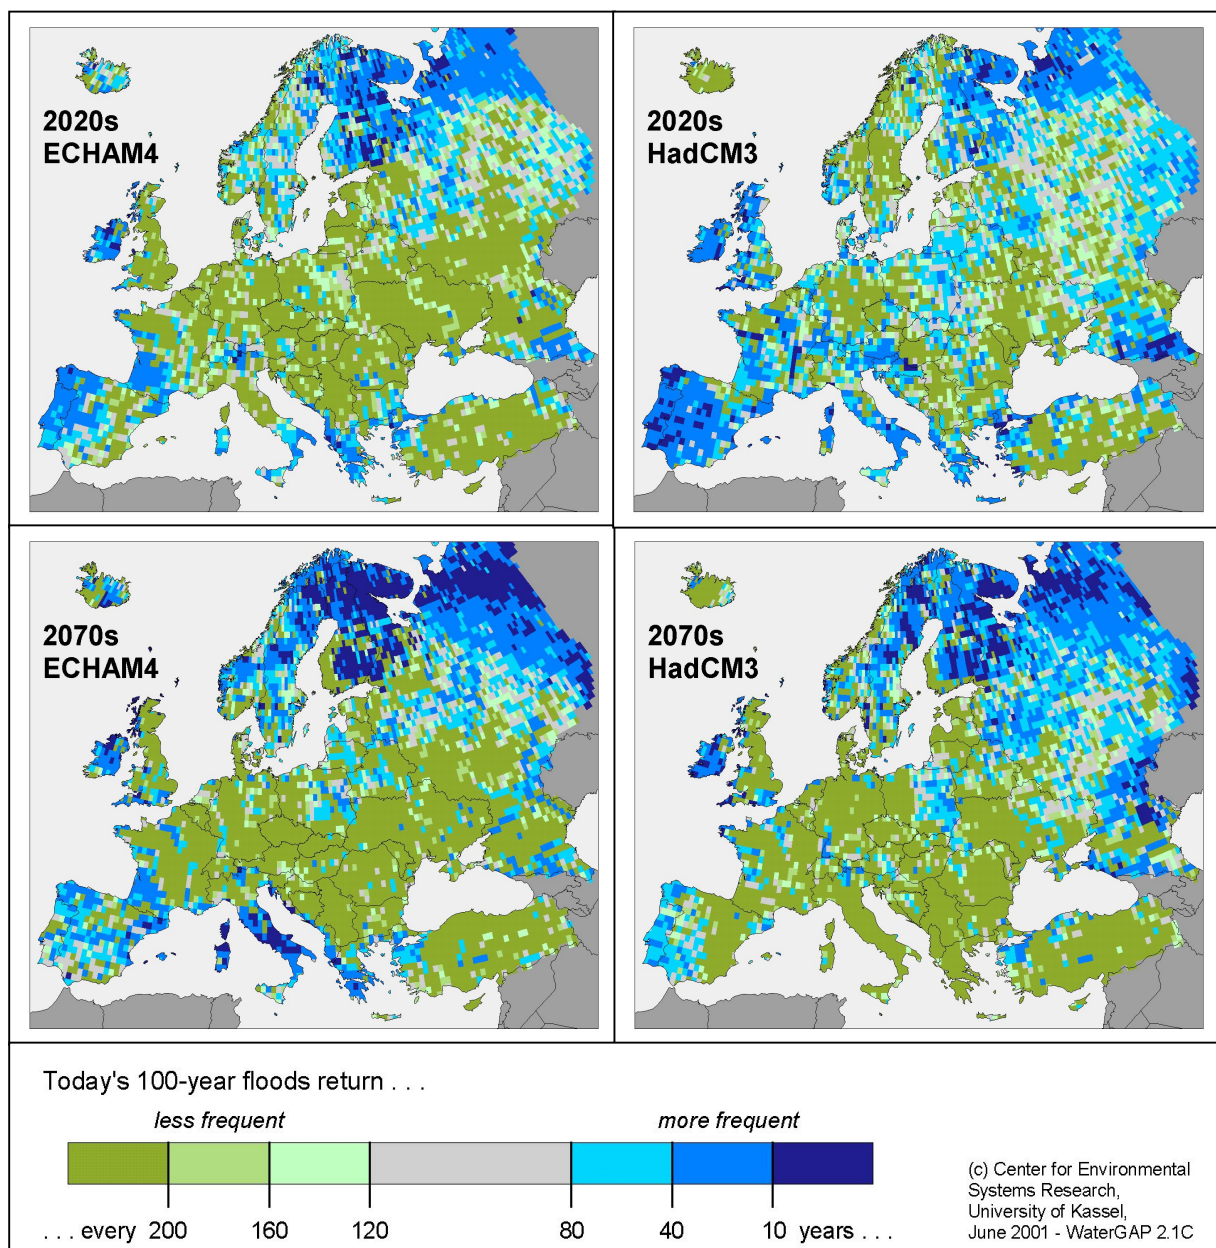 2020s
ECHAM4
2020s
HadCM3
2070s
ECHAM4
2070s
HadCM3
Today's 100-year floods return . . .
less frequent
more frequent
. . . every 200 160 120 80 40 10 years . . .
(c) Center for Environmental
Systems Research,
University of Kassel,
June 2001 - WaterGAP 2.1C